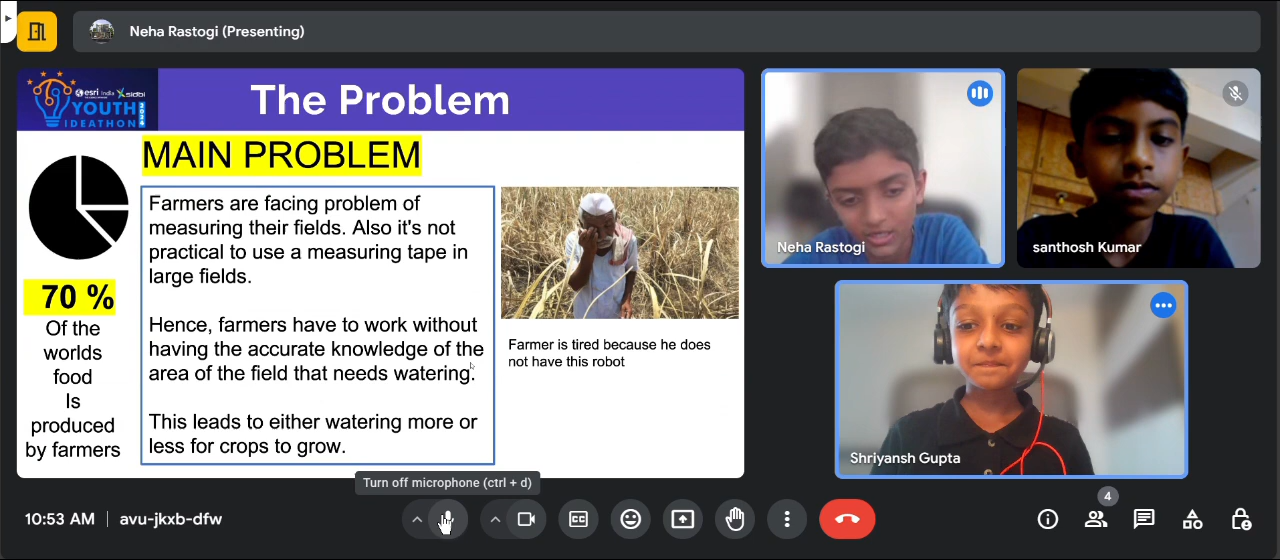 Neha Rastogi (Presenting)
esri India sidbi
YOUTH
IDEATHON
The Problem
MAIN PROBLEM
Farmers are facing problem of
measuring their fields. Also it's not
practical to use a measuring tape in
large fields.
Hence, farmers have to work without
having the accurate knowledge of the
area of the field that needs watering.
This leads to either watering more or
less for crops to grow.
70 %
Of the
worlds
food
Is
produced
by farmers
Farmer is tired because he does
not have this robot
Neha Rastogi
santhosh Kumar
Shriyansh Gupta
Turn off microphone (ctrl + d)
10:53 AM | avu-jkxb-dfw
CC
4